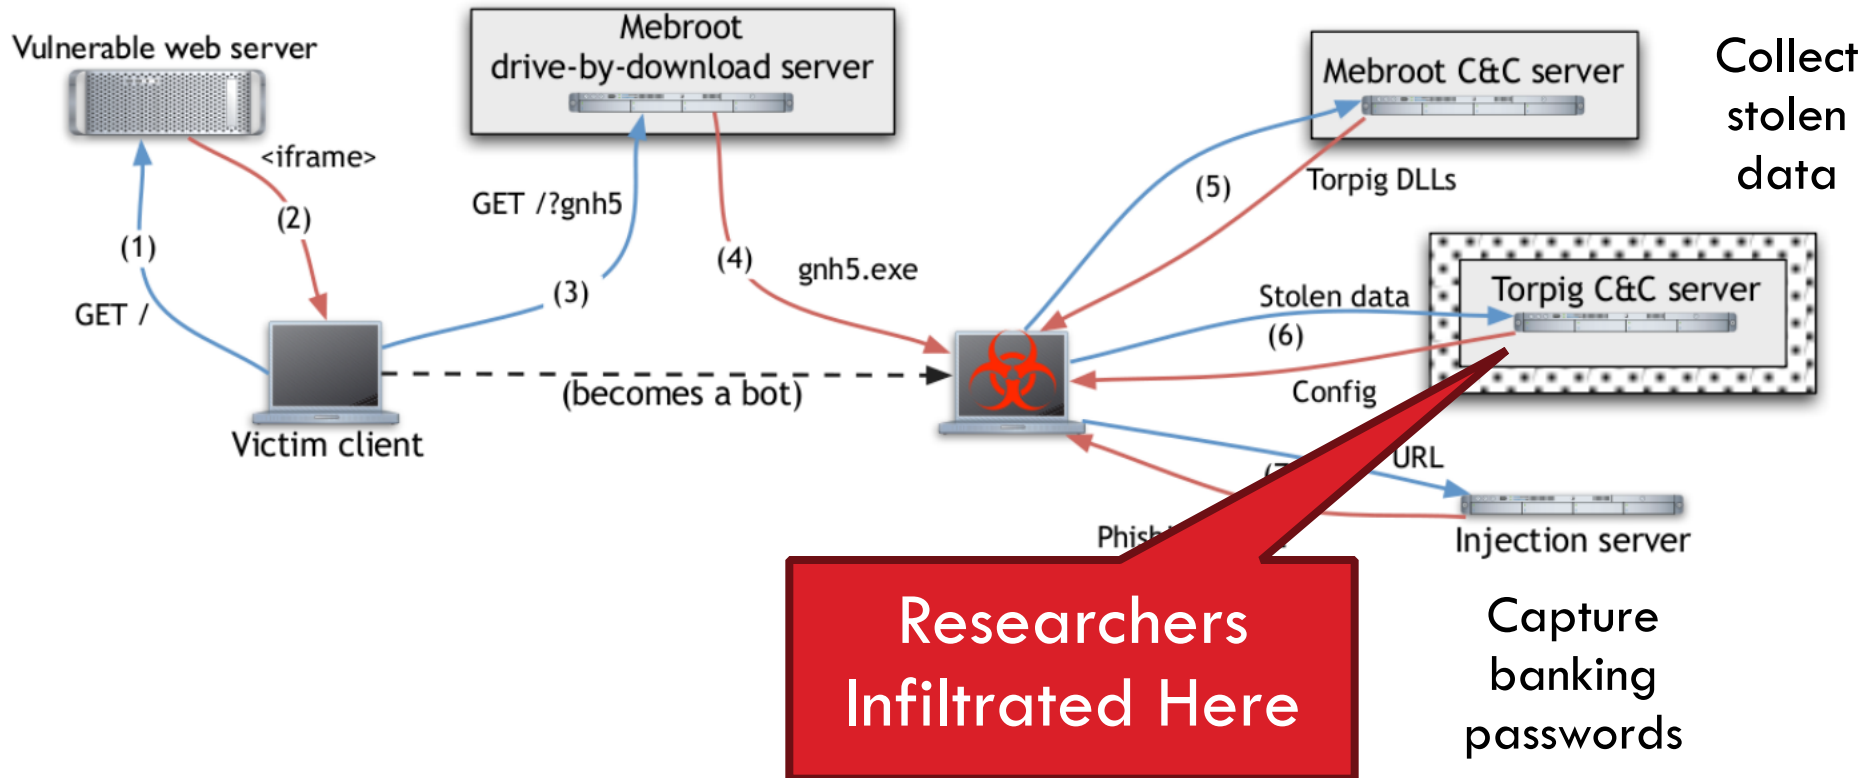 Vulnerable web server
<iframe>
(1)
(2)
GET /
Victim client
Mebroot
drive-by-download server
GET /?gnh5
(3)
(4)
gnh5.exe
(becomes a bot)
Mebroot C&C server
(5)
Torpig DLLs
Collect
stolen
data
Torpig C&C server
Stolen data
(6)
Config
URL
Injection server
Researchers
Infiltrated Here
Capture
banking
passwords